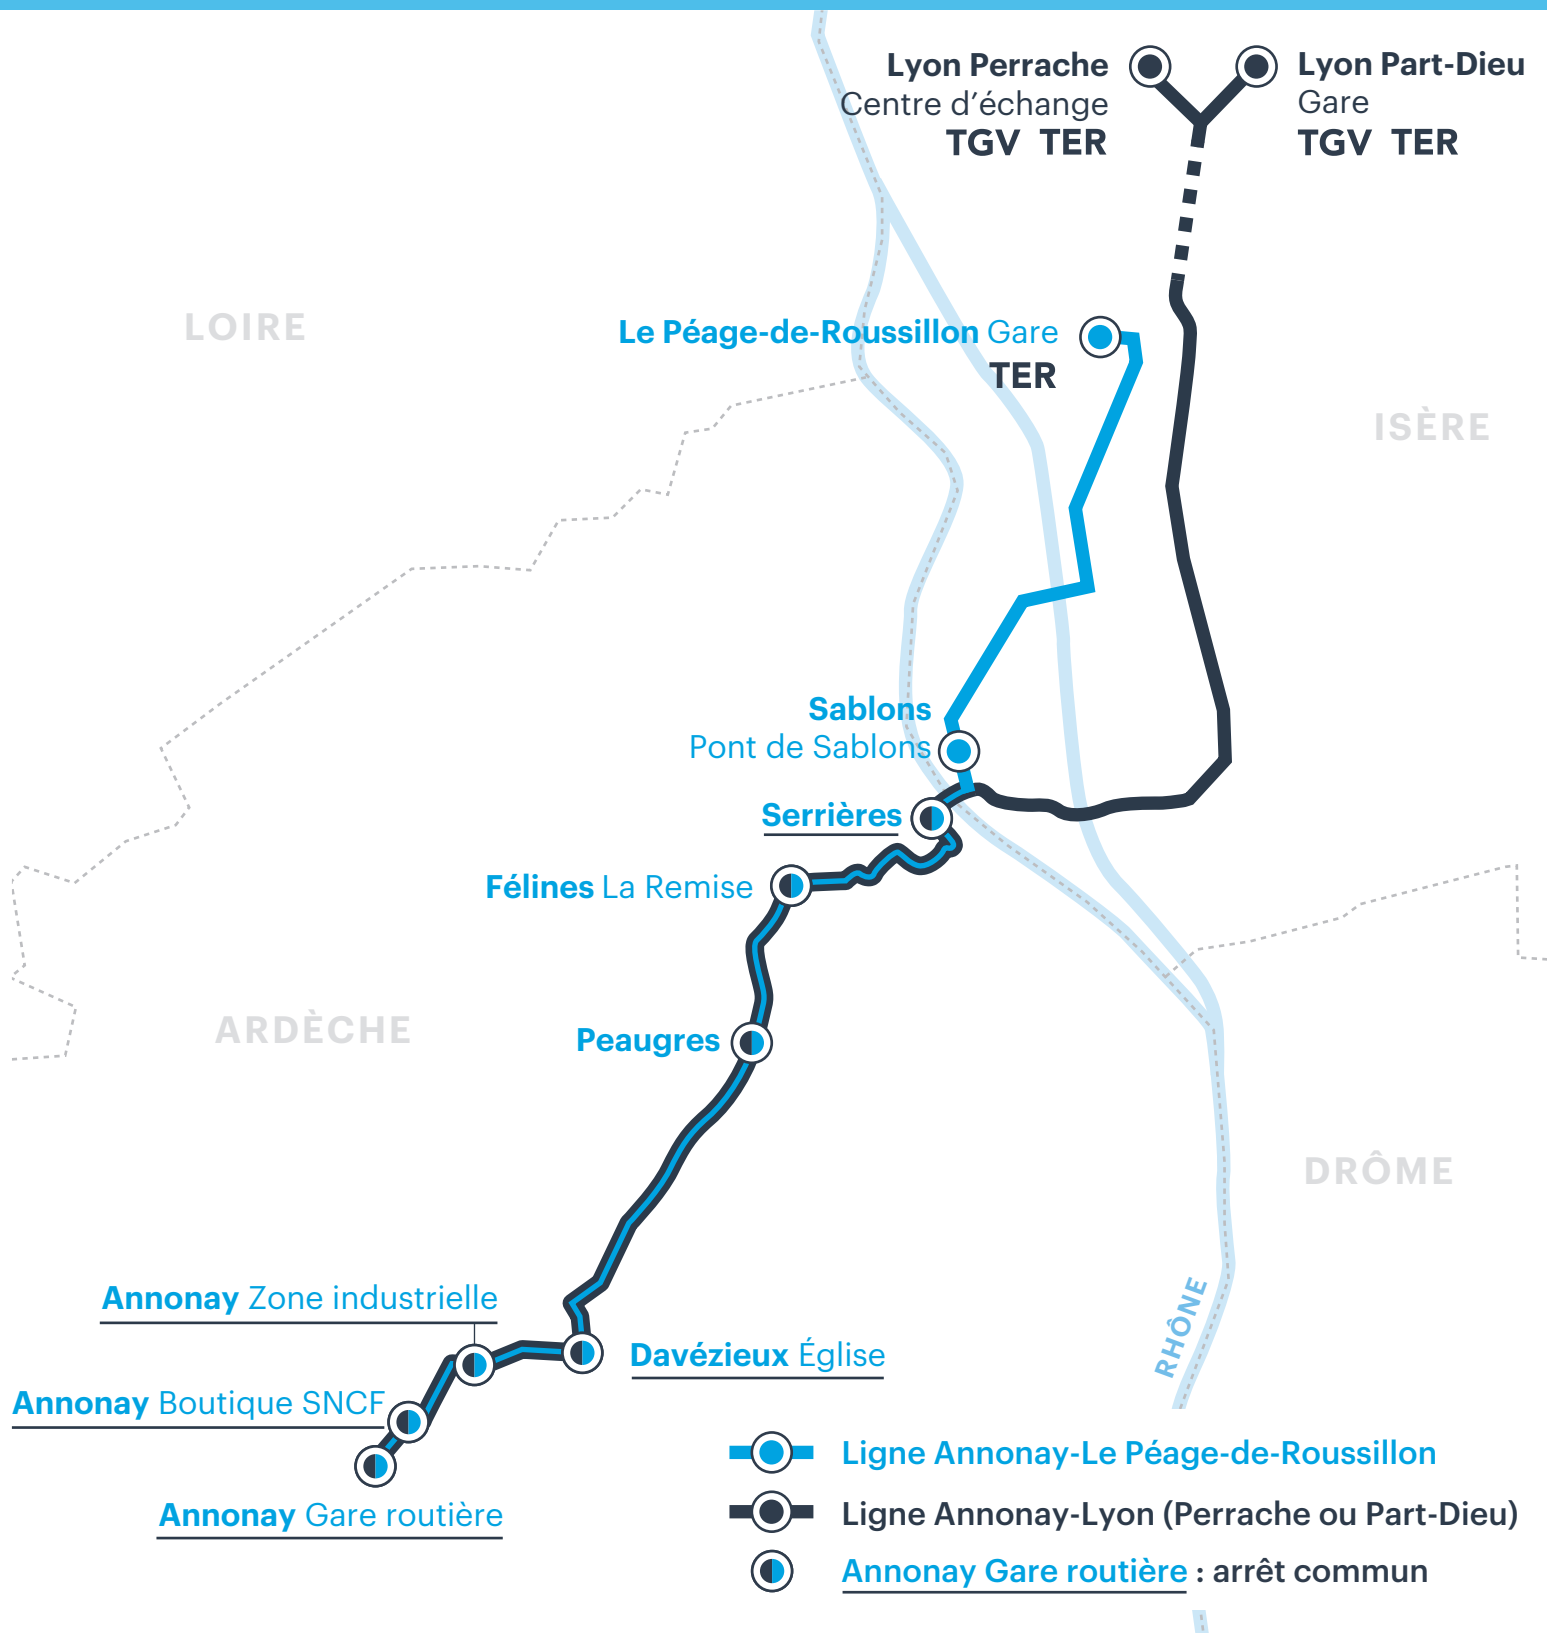 Lyon Perrache
Centre d'échange
TGV TER
Lyon Part-Dieu
Gare
TGV TER
LOIRE
Le Péage-de-Roussillon Gare
TER
ISÈRE
Sablons
Pont de Sablons
Serrières
Félines La Remise
ARDÈCHE
Peaugres
DRÔME
Annonay Zone industrielle
RHÔNE
Davézieux Église
Annonay Boutique SNCF
Annonay Gare routière
Ligne Annonay-Le Péage-de-Roussillon
Ligne Annonay-Lyon (Perrache ou Part-Dieu)
Annonay Gare routière : arrêt commun